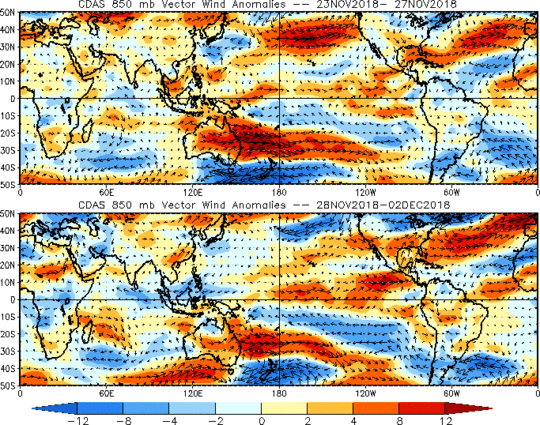 CDAS 850 mb Vector Wind Anomalies -- 23NOV2018- 27NOV2018
50N
40N
30N
20N
10N
0
10S
20S
30S
40S
50S
0 60E 120E 180 120W 60W 0
CDAS 850 mb Vector Wind Anomalies -- 28NOV2018-02DEC2018
50N
40N
30N
20N
10N
0
10S
20S
30S
40S
50S
0 60E 120E 180 120W 60W 0
-12 -8 -4 -2 0 2 4 8 12